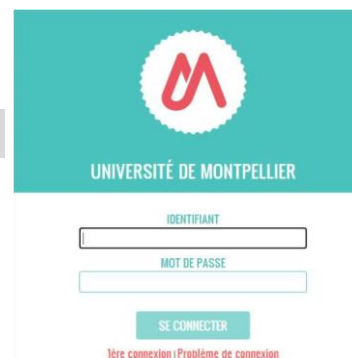 UNIVERSITÉ DE MONTPELLIER
IDENTIFIANT
MOT DE PASSE
SE CONNECTER
1ère connexion | Problème de connexion